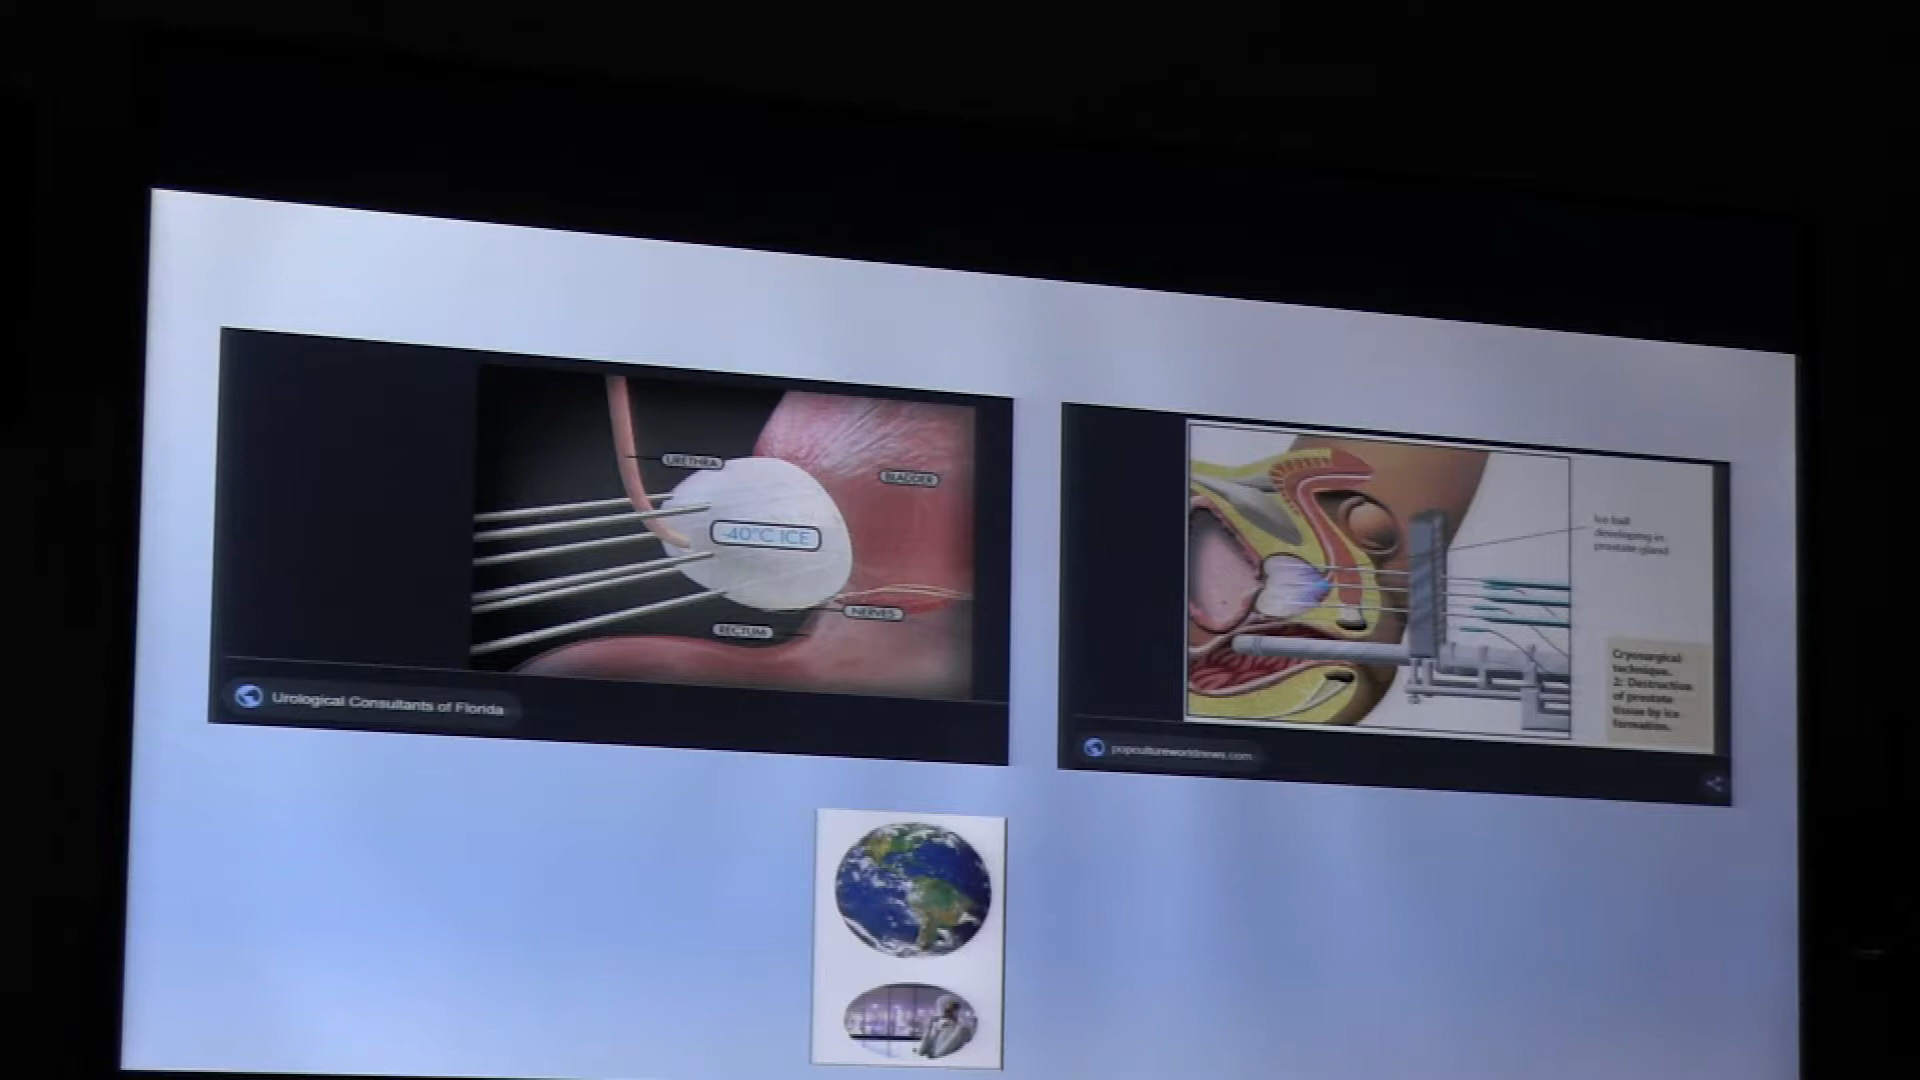 URETHRA
BLADDER
-40°C ICE
NERVES
RECTUM
Urological Consultants of Florida
Ice ball
developing in
prostate gland
Cryosurgical
technique.
2: Destruction
of prostate
tissue by ice
formation.
popcultureworldnews.com